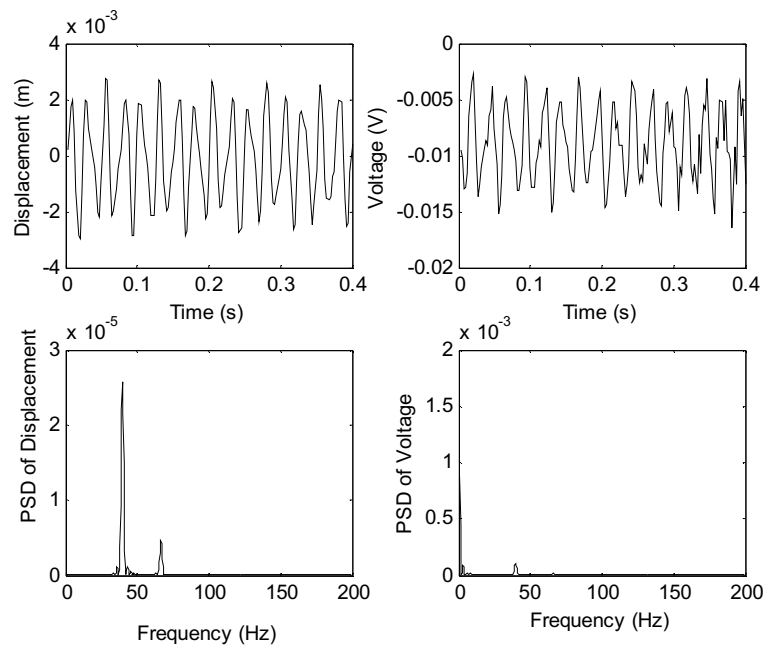 x 10⁻³
4
2
0
-2
-4
Displacement (m)
0 0.1 0.2 0.3 0.4
Time (s)
0
-0.005
-0.01
-0.015
-0.02
Voltage (V)
0 0.1 0.2 0.3 0.4
Time (s)
x 10⁻⁵
3
2
1
0
PSD of Displacement
0 50 100 150 200
Frequency (Hz)
x 10⁻³
2
1.5
1
0.5
0
PSD of Voltage
0 50 100 150 200
Frequency (Hz)